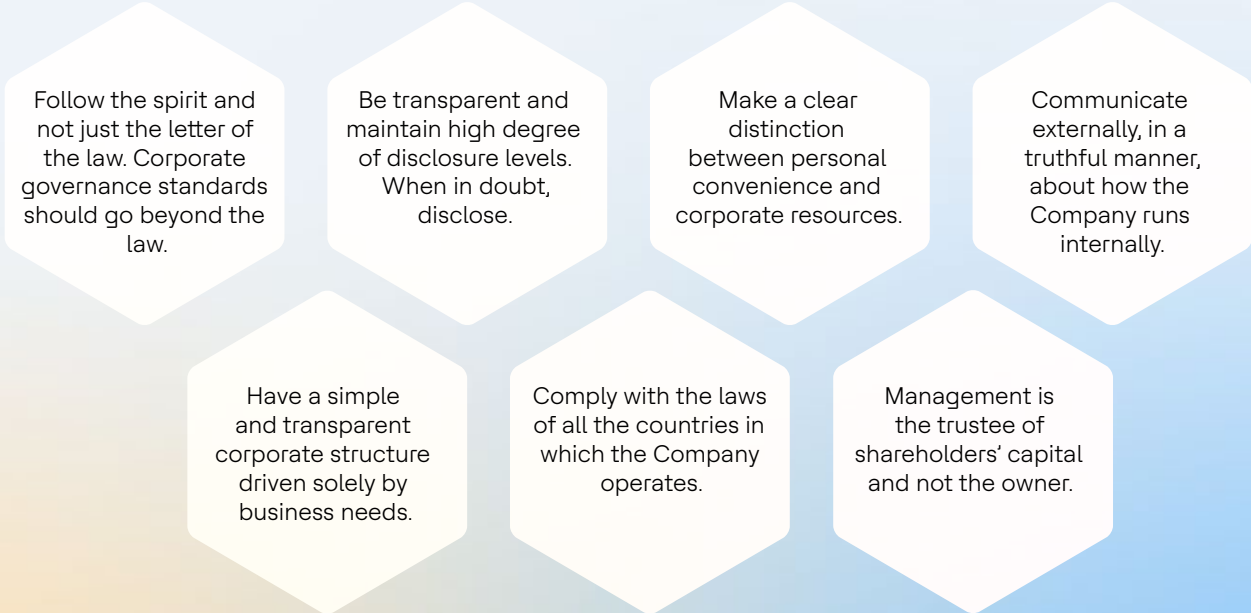 Follow the spirit and
not just the letter of
the law. Corporate
governance standards
should go beyond the
law.
Be transparent and
maintain high degree
of disclosure levels.
When in doubt,
disclose.
Make a clear
distinction
between personal
convenience and
corporate resources.
Communicate
externally, in a
truthful manner,
about how the
Company runs
internally.
Have a simple
and transparent
corporate structure
driven solely by
business needs.
Comply with the laws
of all the countries in
which the Company
operates.
Management is
the trustee of
shareholders’ capital
and not the owner.